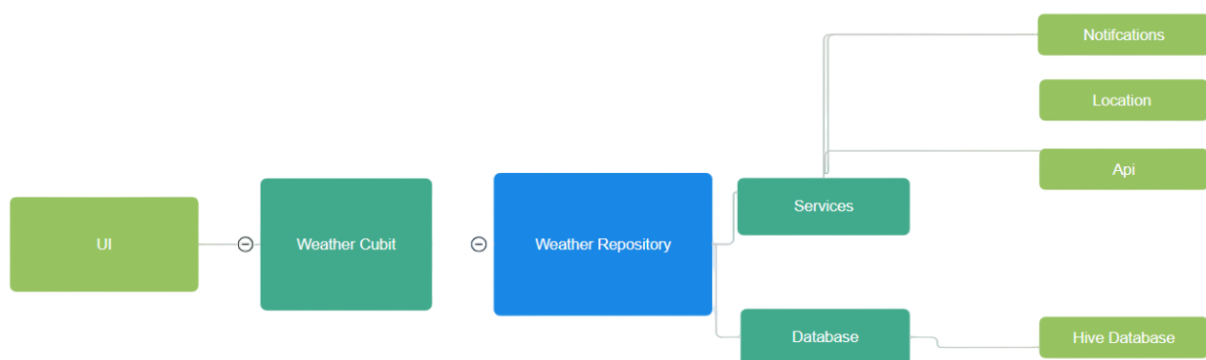 Notifcations
Location
Api
Services
UI
Weather Cubit
Weather Repository
Database
Hive Database